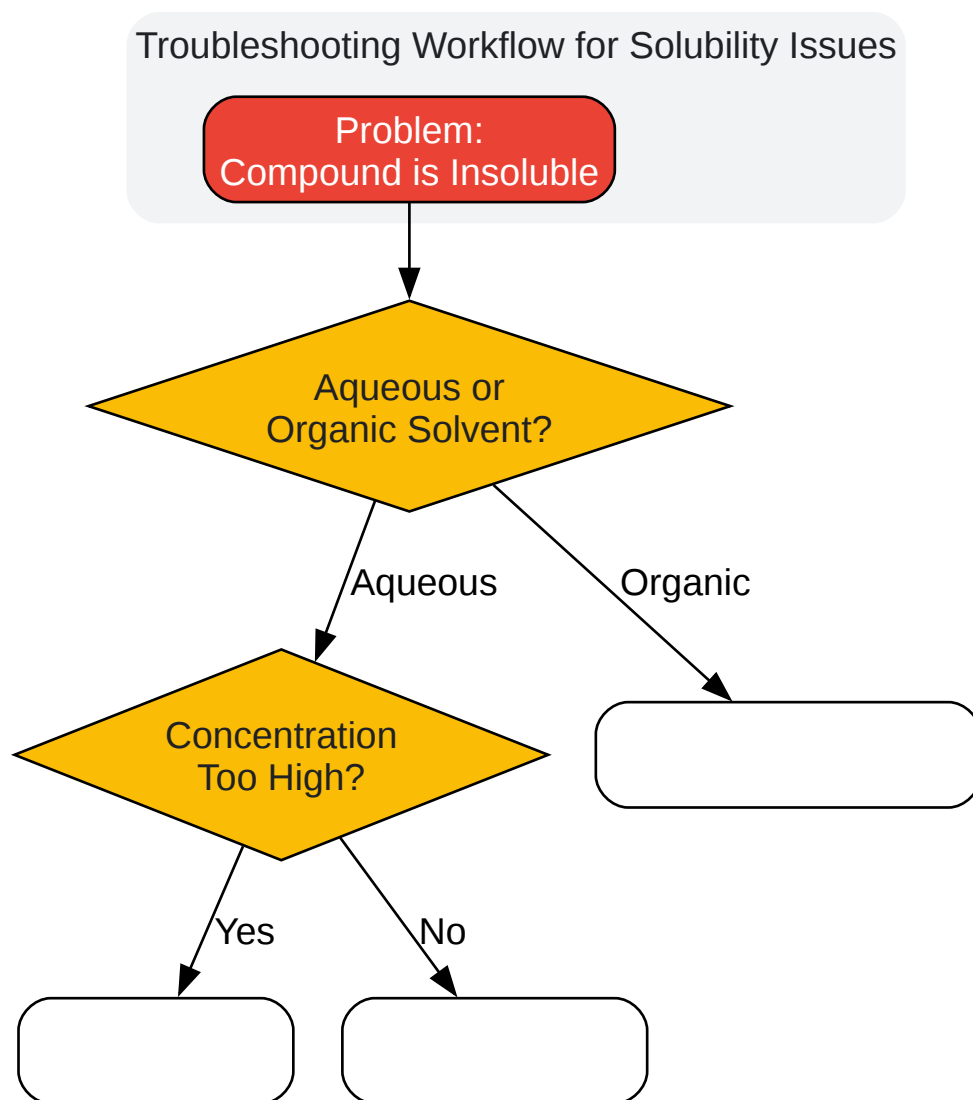 Troubleshooting Workflow for Solubility Issues
Problem:
Compound is Insoluble
Aqueous or
Organic Solvent?
Aqueous
Organic
Concentration
Too High?
Yes
No